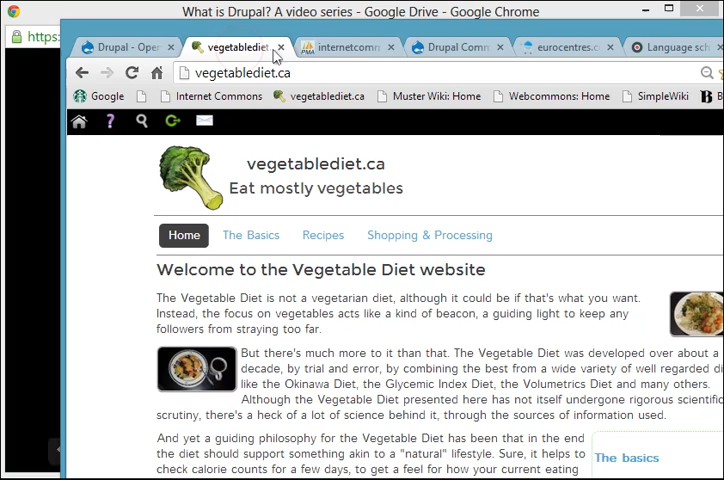 What is Drupal? A video series - Google Drive - Google Chrome
https:
Drupal - Ope
vegetablediet.
internetcomm
Drupal Comm
eurocentres.c
Language sch
vegetablediet.ca
Google
Internet Commons
vegetablediet.ca
Muster Wiki: Home
Webcommons: Home
SimpleWiki
B
vegetablediet.ca
Eat mostly vegetables
Home The Basics Recipes Shopping & Processing
Welcome to the Vegetable Diet website
The Vegetable Diet is not a vegetarian diet, although it could be if that's what you want.
Instead, the focus on vegetables acts like a kind of beacon, a guiding light to keep any
followers from straying too far.
But there's much more to it than that. The Vegetable Diet was developed over about a
decade, by trial and error, by combining the best from a wide variety of well regarded di
like the Okinawa Diet, the Glycemic Index Diet, the Volumetrics Diet and many others.
Although the Vegetable Diet presented here has not itself undergone rigorous scientific
scrutiny, there's a heck of a lot of science behind it, through the sources of information used.
And yet a guiding philosophy for the Vegetable Diet has been that in the end
the diet should support something akin to a "natural" lifestyle. Sure, it helps to
check calorie counts for a few days, to get a feel for how your current eating
The basics